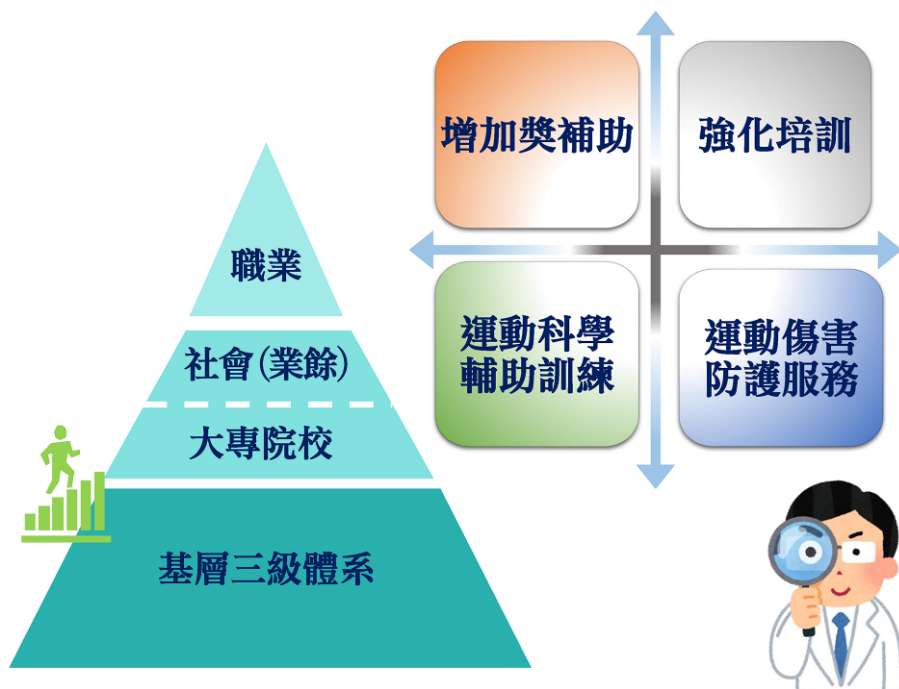 職業
社會(業餘)
大專院校
基層三級體系
增加獎補助
強化培訓
運動科學
輔助訓練
運動傷害
防護服務